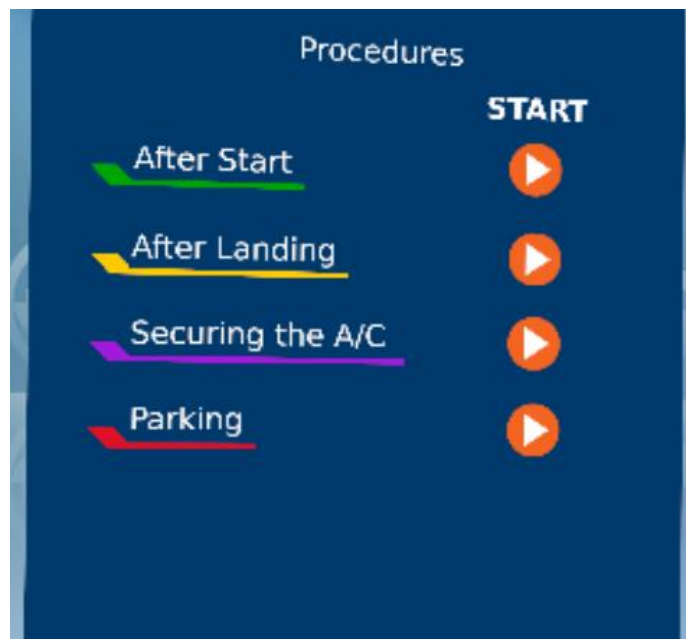 Procedures
START
After Start
After Landing
Securing the A/C
Parking